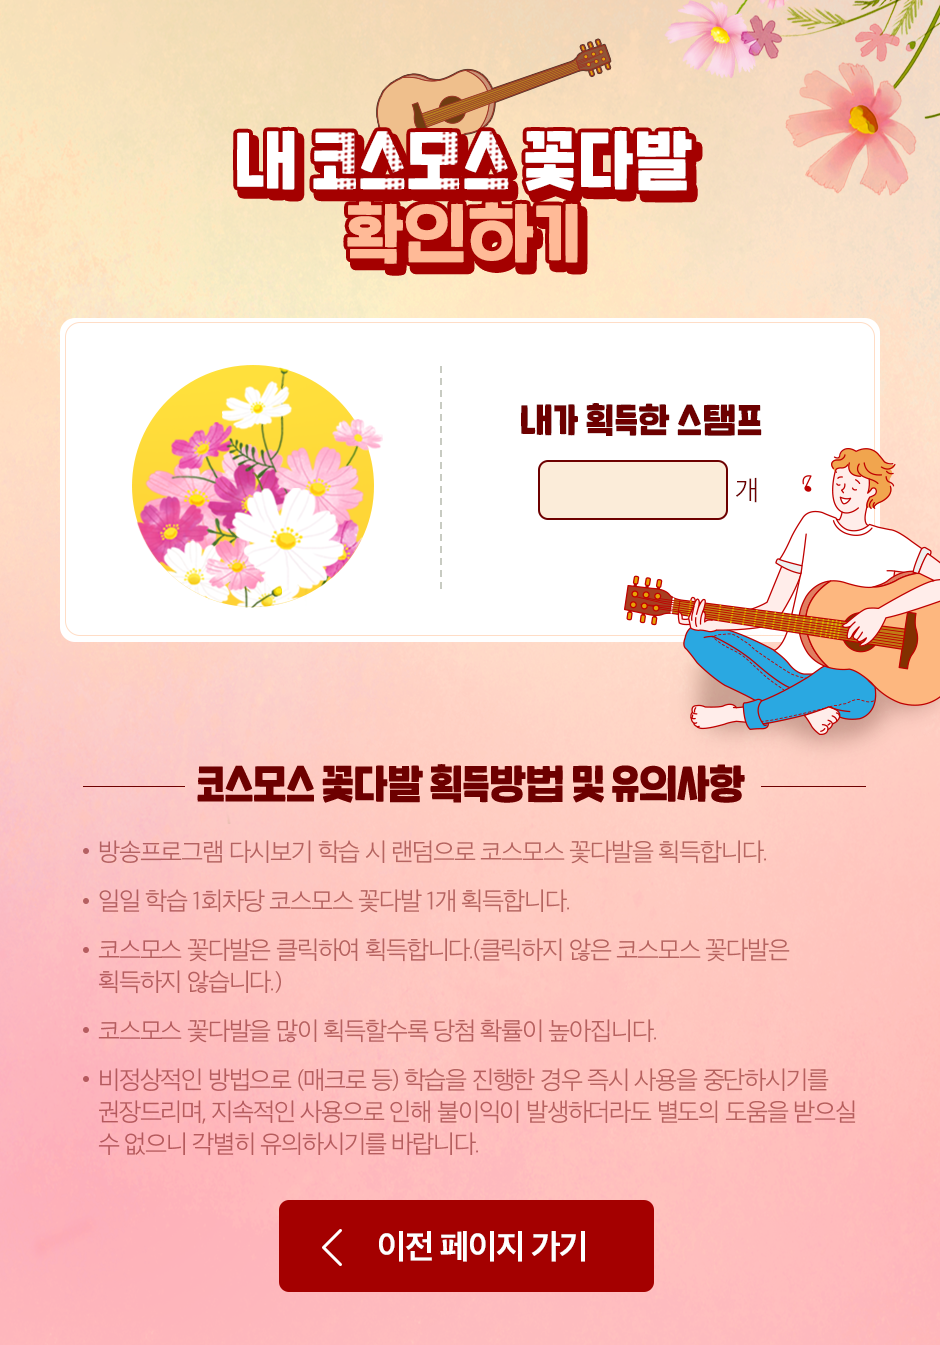 내 코스모스 꽃다발
확인하기
내가 획득한 스탬프
개
코스모스 꽃다발 획득방법 및 유의사항
• 방송프로그램 다시보기 학습 시 랜덤으로 코스모스 꽃다발을 획득합니다.
• 일일 학습 1회차당 코스모스 꽃다발 1개 획득합니다.
• 코스모스 꽃다발은 클릭하여 획득합니다.(클릭하지 않은 코스모스 꽃다발은
획득하지 않습니다.)
• 코스모스 꽃다발을 많이 획득할수록 당첨 확률이 높아집니다.
• 비정상적인 방법으로 (매크로 등) 학습을 진행한 경우 즉시 사용을 중단하시기를
권장드리며, 지속적인 사용으로 인해 불이익이 발생하더라도 별도의 도움을 받으실
수 없으니 각별히 유의하시기를 바랍니다.
이전 페이지 가기